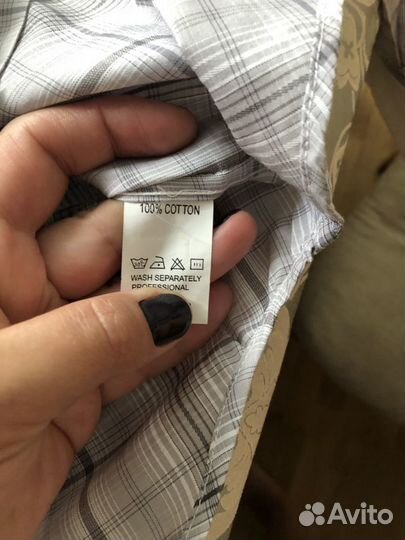 100% COTTON
WASH SEPARATELY
PROFESSIONAL
Avito